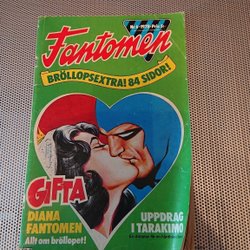 Fantomen
BRÖLLOPSEXTRA! 84 SIDOR!
GIFTA
DIANA
FANTOMEN
Allt om bröllopet!
UPPDRAG
I TARAKIMO